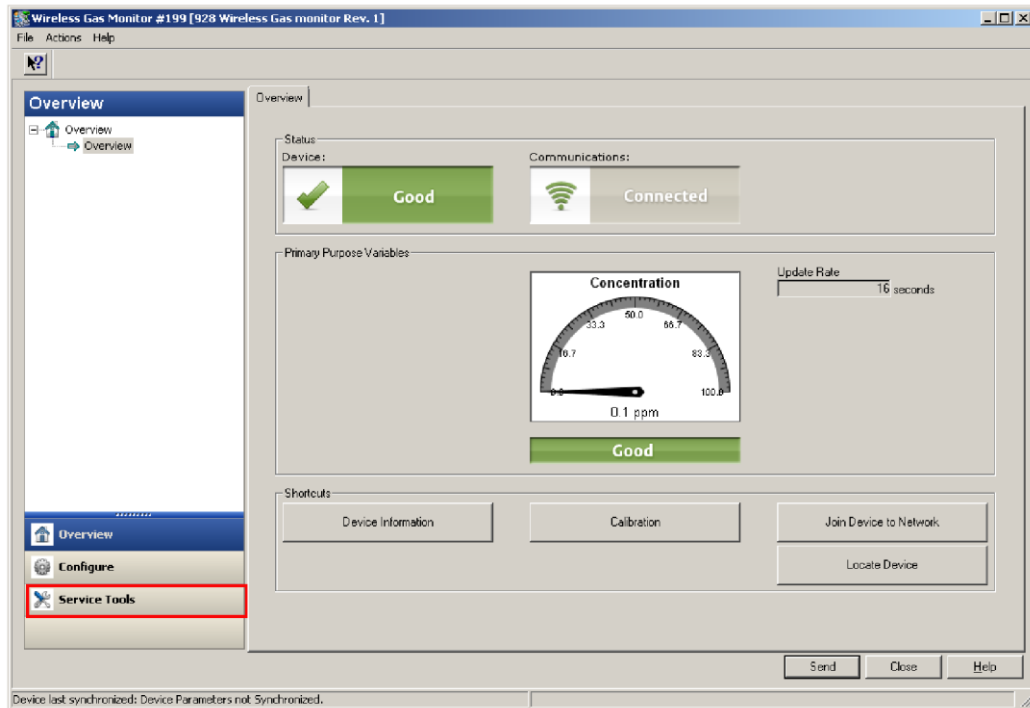 Wireless Gas Monitor #199 [928 Wireless Gas monitor Rev. 1]
File Actions Help
Overview
Overview
Overview
Overview
Configure
Service Tools
Overview
Status
Device:
Good
Communications:
Connected
Primary Purpose Variables
Concentration
0.0
16.7
33.3
50.0
66.7
83.3
100.0
0.1 ppm
Good
Update Rate
16 seconds
Shortcuts
Device Information
Calibration
Join Device to Network
Locate Device
Send
Close
Help
Device last synchronized: Device Parameters not Synchronized.